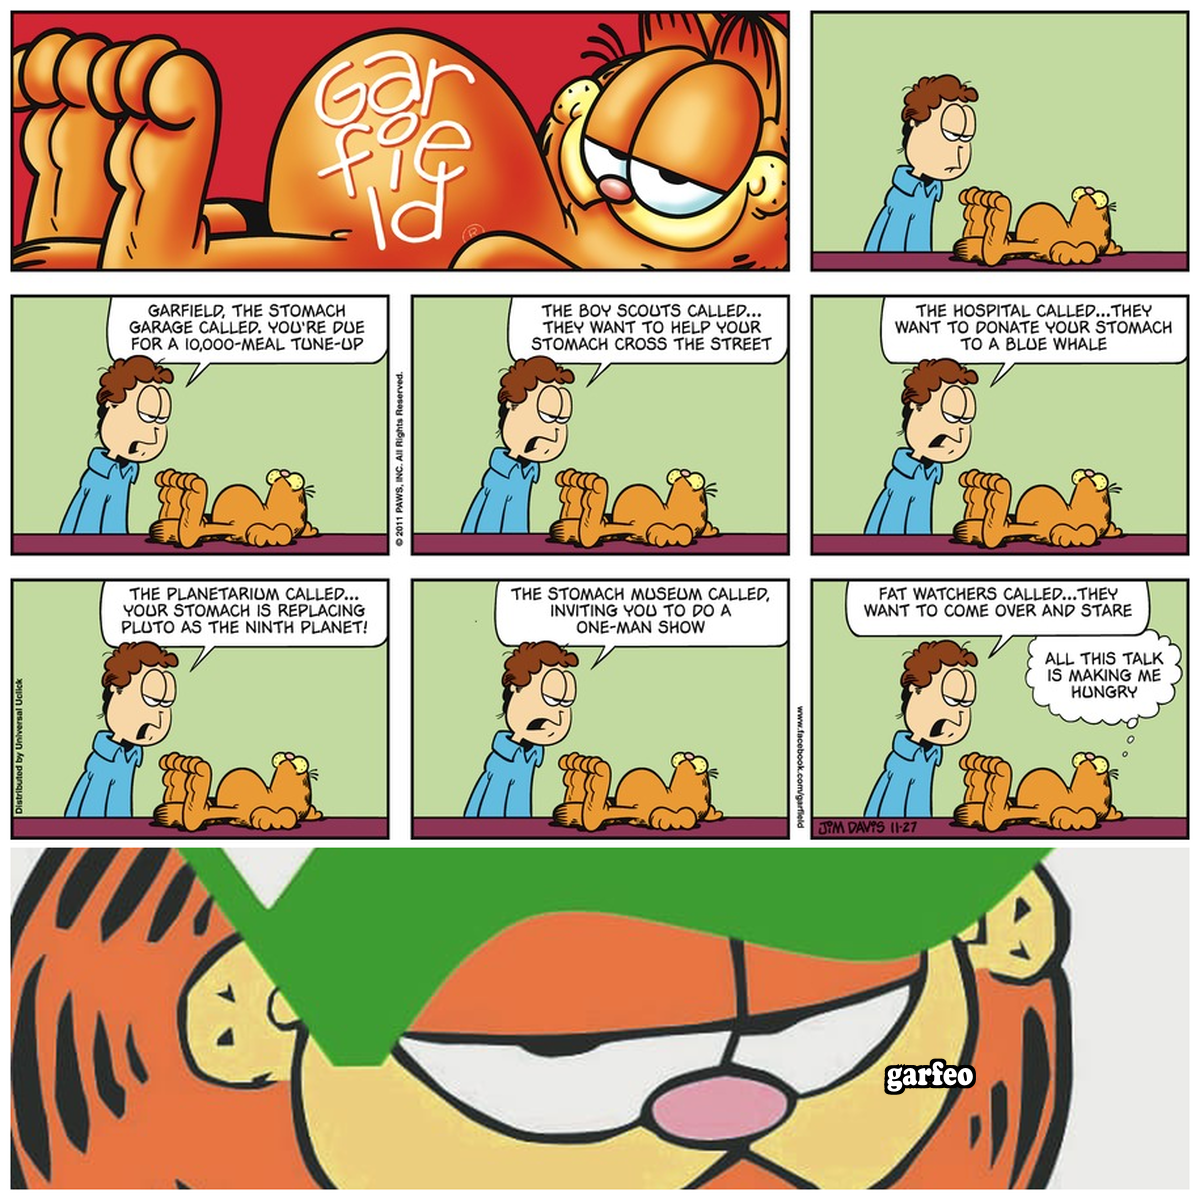 Gar
fie
ld
®
GARFIELD, THE STOMACH
GARAGE CALLED. YOU'RE DUE
FOR A 10,000-MEAL TUNE-UP
© 2011 PAWS, INC. All Rights Reserved.
THE BOY SCOUTS CALLED...
THEY WANT TO HELP YOUR
STOMACH CROSS THE STREET
THE HOSPITAL CALLED...THEY
WANT TO DONATE YOUR STOMACH
TO A BLUE WHALE
Distributed by Universal Uclick
THE PLANETARIUM CALLED...
YOUR STOMACH IS REPLACING
PLUTO AS THE NINTH PLANET!
THE STOMACH MUSEUM CALLED,
INVITING YOU TO DO A
ONE-MAN SHOW
www.facebook.com/garfield
FAT WATCHERS CALLED...THEY
WANT TO COME OVER AND STARE
ALL THIS TALK
IS MAKING ME
HUNGRY
JIM DAVIS 11-27
garfeo